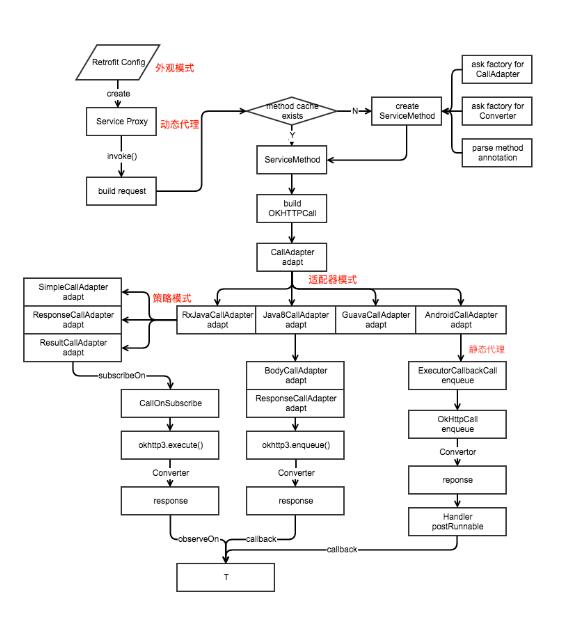 Retrofit Config
外观模式
create
Service Proxy
动态代理
invoke()
build request
method cache
exists
N
Y
create
ServiceMethod
ask factory for
CallAdapter
ask factory for
Converter
parse method
annotation
ServiceMethod
build
OKHTTPCall
CallAdapter
adapt
适配器模式
策略模式
SimpleCallAdapter
adapt
ResponseCallAdapter
adapt
ResultCallAdapter
adapt
RxJavaCallAdapter
adapt
Java8CallAdapter
adapt
GuavaCallAdapter
adapt
AndroidCallAdapter
adapt
静态代理
subscribeOn
CallOnSubscribe
okhttp3.execute()
Converter
response
BodyCallAdapter
adapt
ResponseCallAdapter
adapt
okhttp3.enqueue()
Converter
response
ExecutorCallbackCall
enqueue
OkHttpCall
enqueue
Convertor
reponse
Handler
postRunnable
observeOn
callback
callback
T